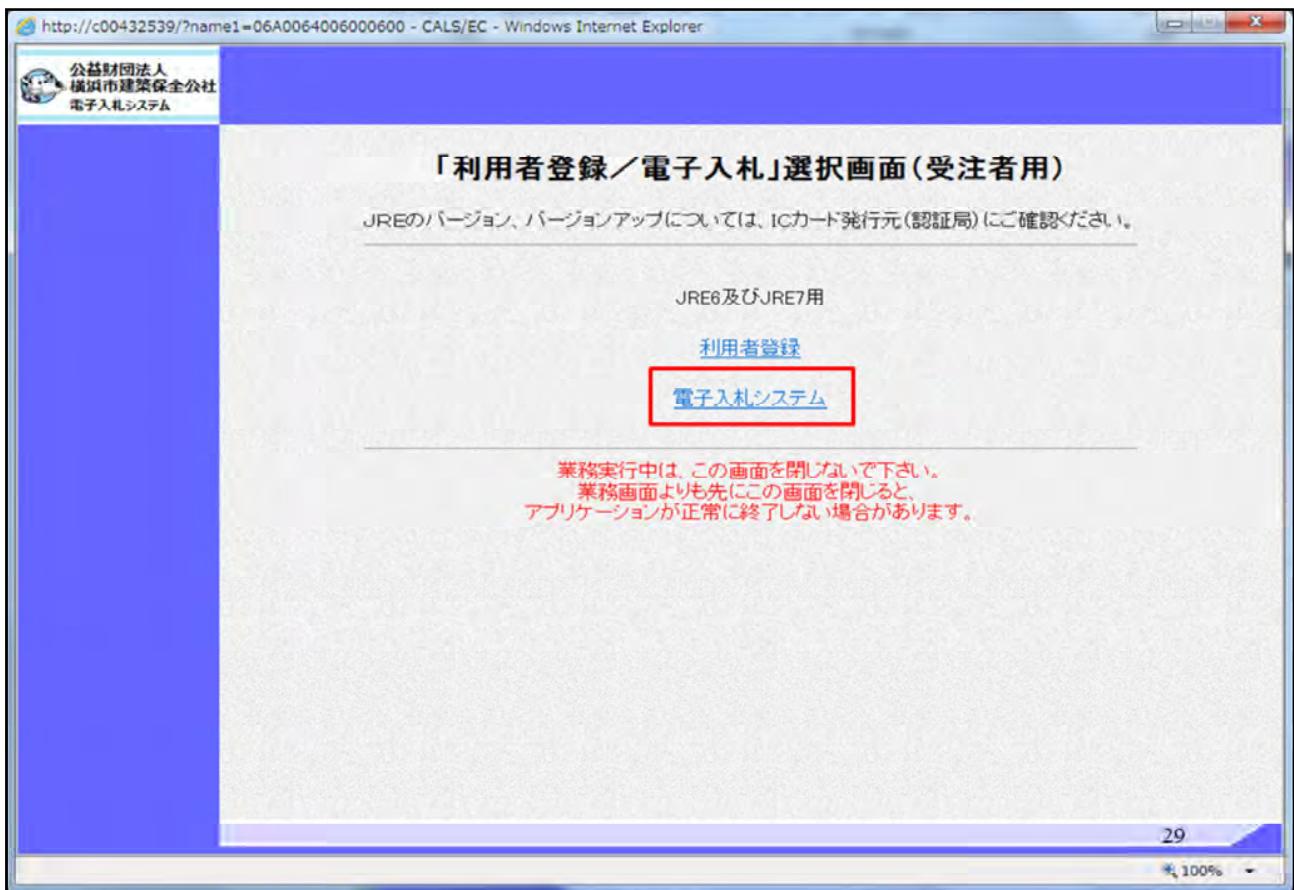 http://c00432539/?name1=06A0064006000600 - CALS/EC - Windows Internet Explorer
公益財団法人
横浜市建築保全公社
電子入札システム
「利用者登録／電子入札」選択画面（受注者用）
JREのバージョン、バージョンアップについては、ICカード発行元（認証局）にご確認ください。
JRE6及びJRE7用
利用者登録
電子入札システム
業務実行中は、この画面を閉じないで下さい。
業務画面よりも先にこの画面を閉じると、
アプリケーションが正常に終了しない場合があります。
29
100%